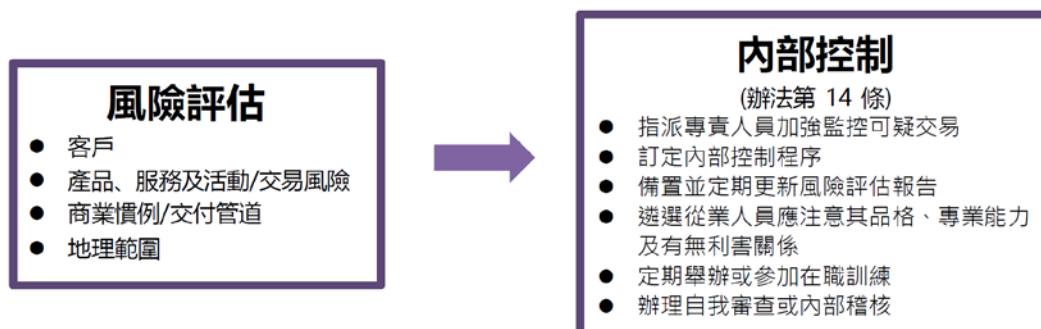 風險評估
● 客戶
● 產品、服務及活動/交易風險
● 商業慣例/交付管道
● 地理範圍
內部控制
(辦法第 14 條)
● 指派專責人員加強監控可疑交易
● 訂定內部控制程序
● 備置並定期更新風險評估報告
● 遴選從業人員應注意其品格、專業能力
及有無利害關係
● 定期舉辦或參加在職訓練
● 辦理自我審查或內部稽核